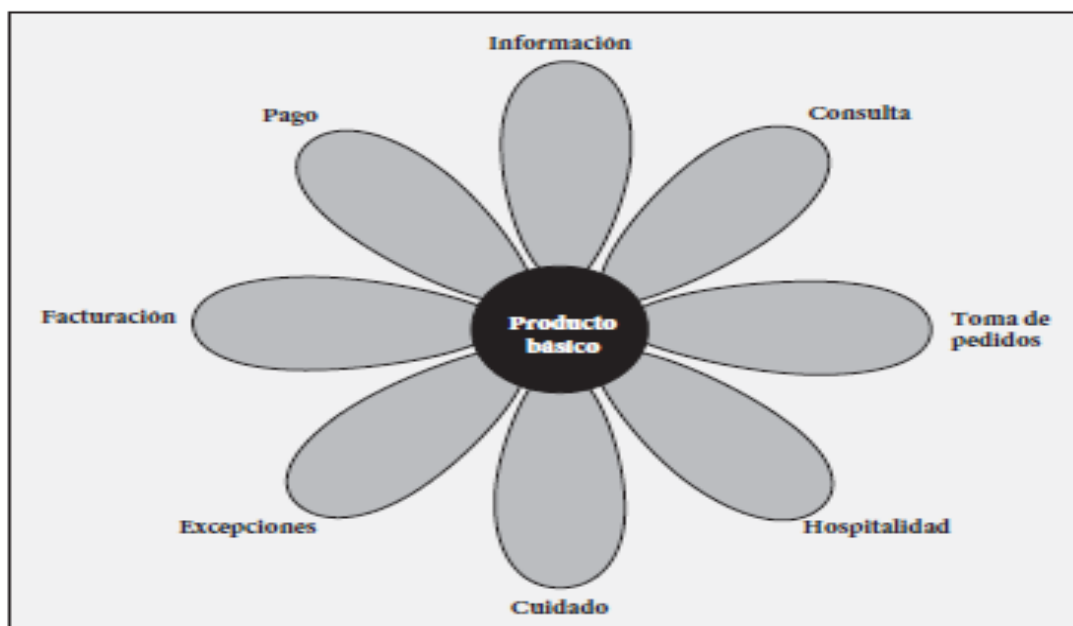 Información
Pago
Consulta
Facturación
Producto
básico
Toma de
pedidos
Excepciones
Hospitalidad
Cuidado